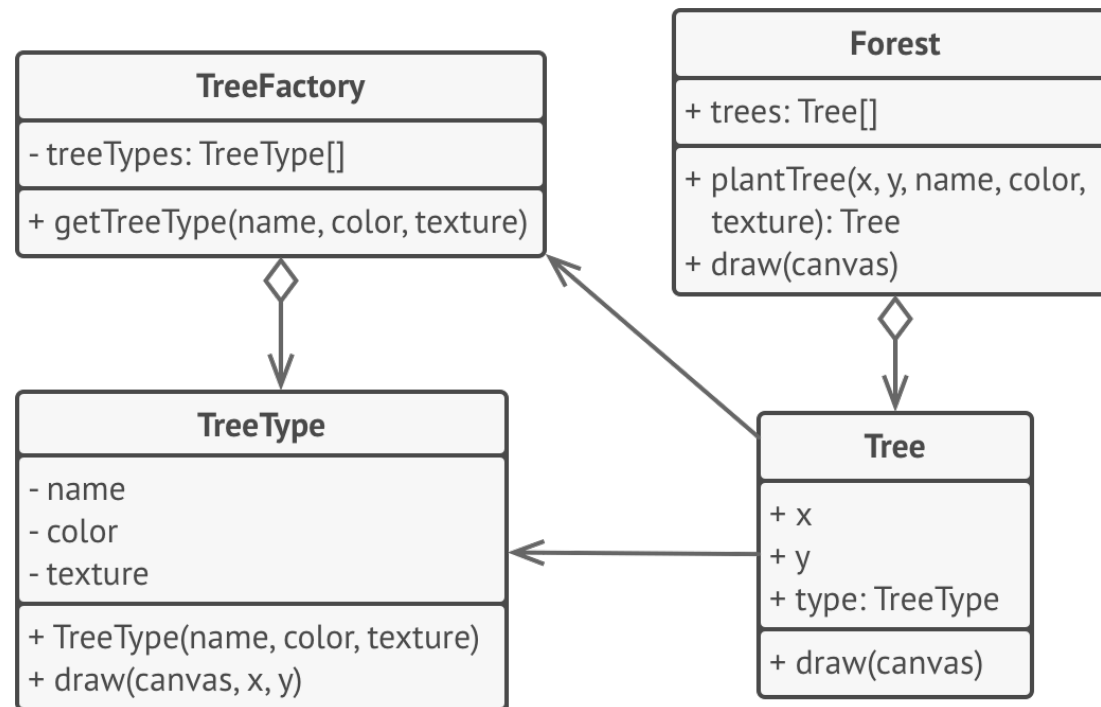 TreeFactory
- treeTypes: TreeType[]
+ getTreeType(name, color, texture)
Forest
+ trees: Tree[]
+ plantTree(x, y, name, color,
texture): Tree
+ draw(canvas)
TreeType
- name
- color
- texture
+ TreeType(name, color, texture)
+ draw(canvas, x, y)
Tree
+ x
+ y
+ type: TreeType
+ draw(canvas)